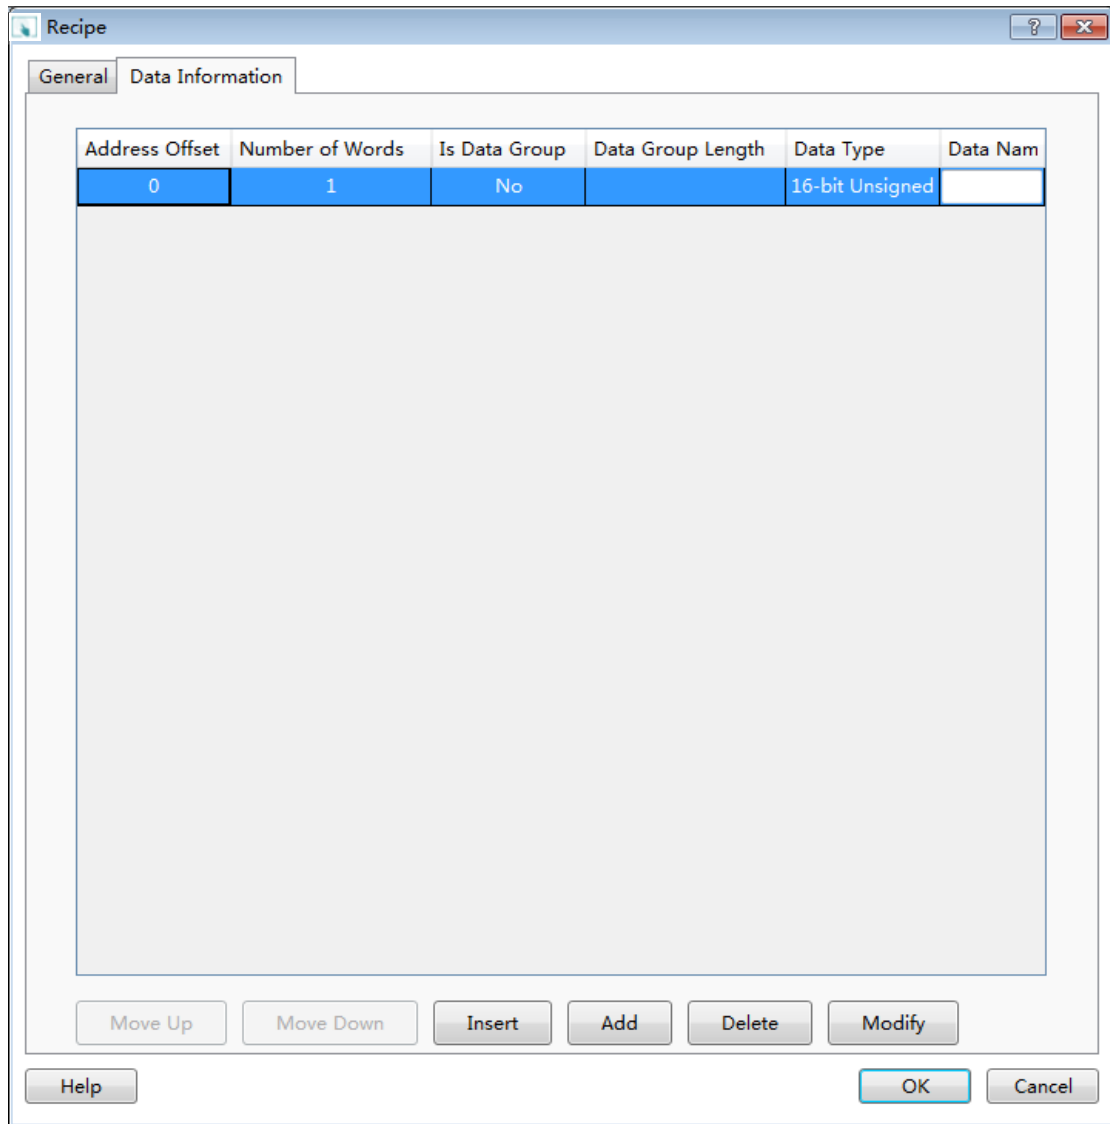 Recipe
General Data Information
Address Offset Number of Words Is Data Group Data Group Length Data Type Data Nam
0 1 No 16-bit Unsigned
Move Up Move Down Insert Add Delete Modify
Help OK Cancel